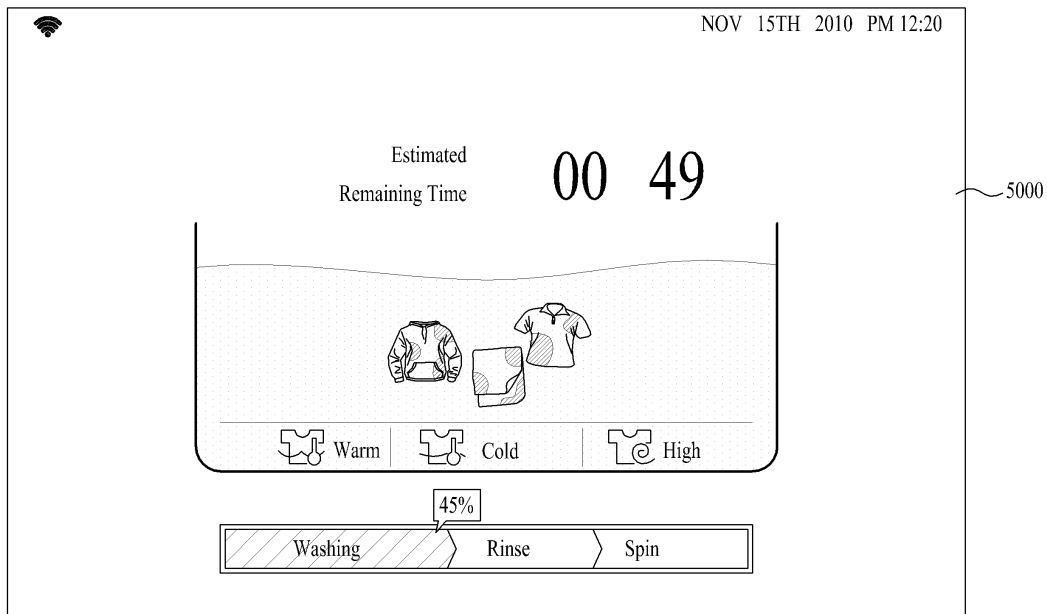 NOV 15TH 2010 PM 12:20
Estimated
Remaining Time
00 49
5000
Warm Cold High
45%
Washing Rinse Spin